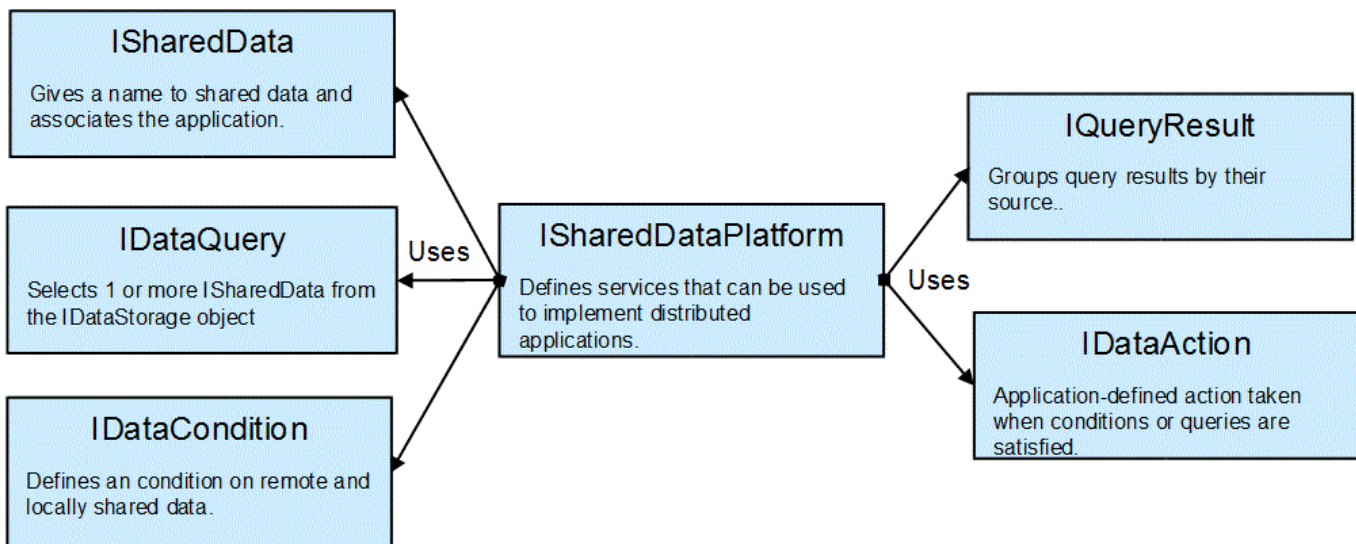 ISharedData
Gives a name to shared data and
associates the application.
IDataQuery
Selects 1 or more ISharedData from
the IDataStorage object
IDataCondition
Defines an condition on remote and
locally shared data.
Uses
ISharedDataPlatform
Defines services that can be used
to implement distributed
applications.
Uses
IQueryResult
Groups query results by their
source..
IDataAction
Application-defined action taken
when conditions or queries are
satisfied.